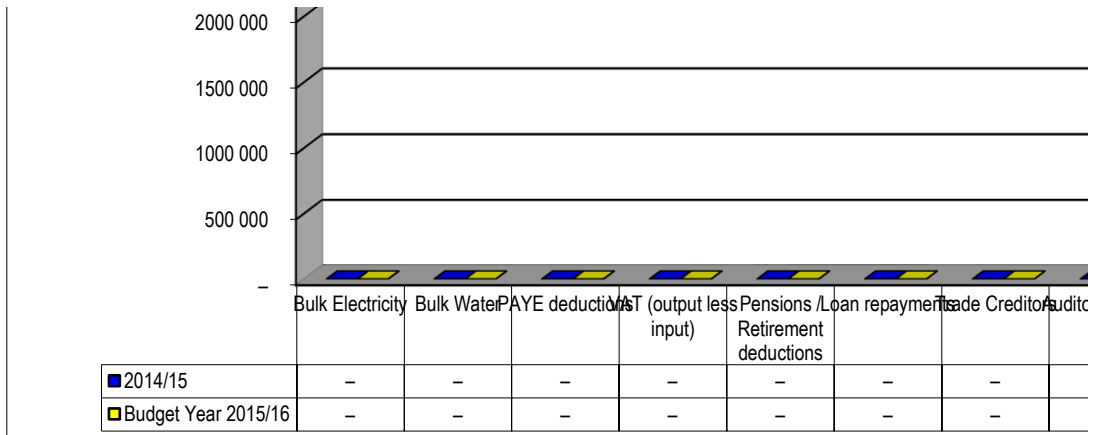 2000 000
1500 000
1000 000
500 000
–
Bulk Electricity Bulk Water PAYE deductions VAT (output less input) Pensions / Retirement deductions Loan repayments Trade Creditors Audito
2014/15 – – – – – – –
Budget Year 2015/16 – – – – – – –